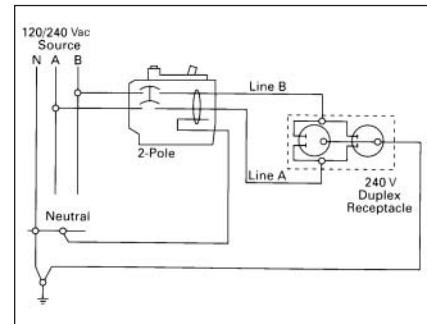 120/240 Vac
Source
N A B
Line B
2-Pole
Line A
240 V
Duplex
Receptacle
Neutral